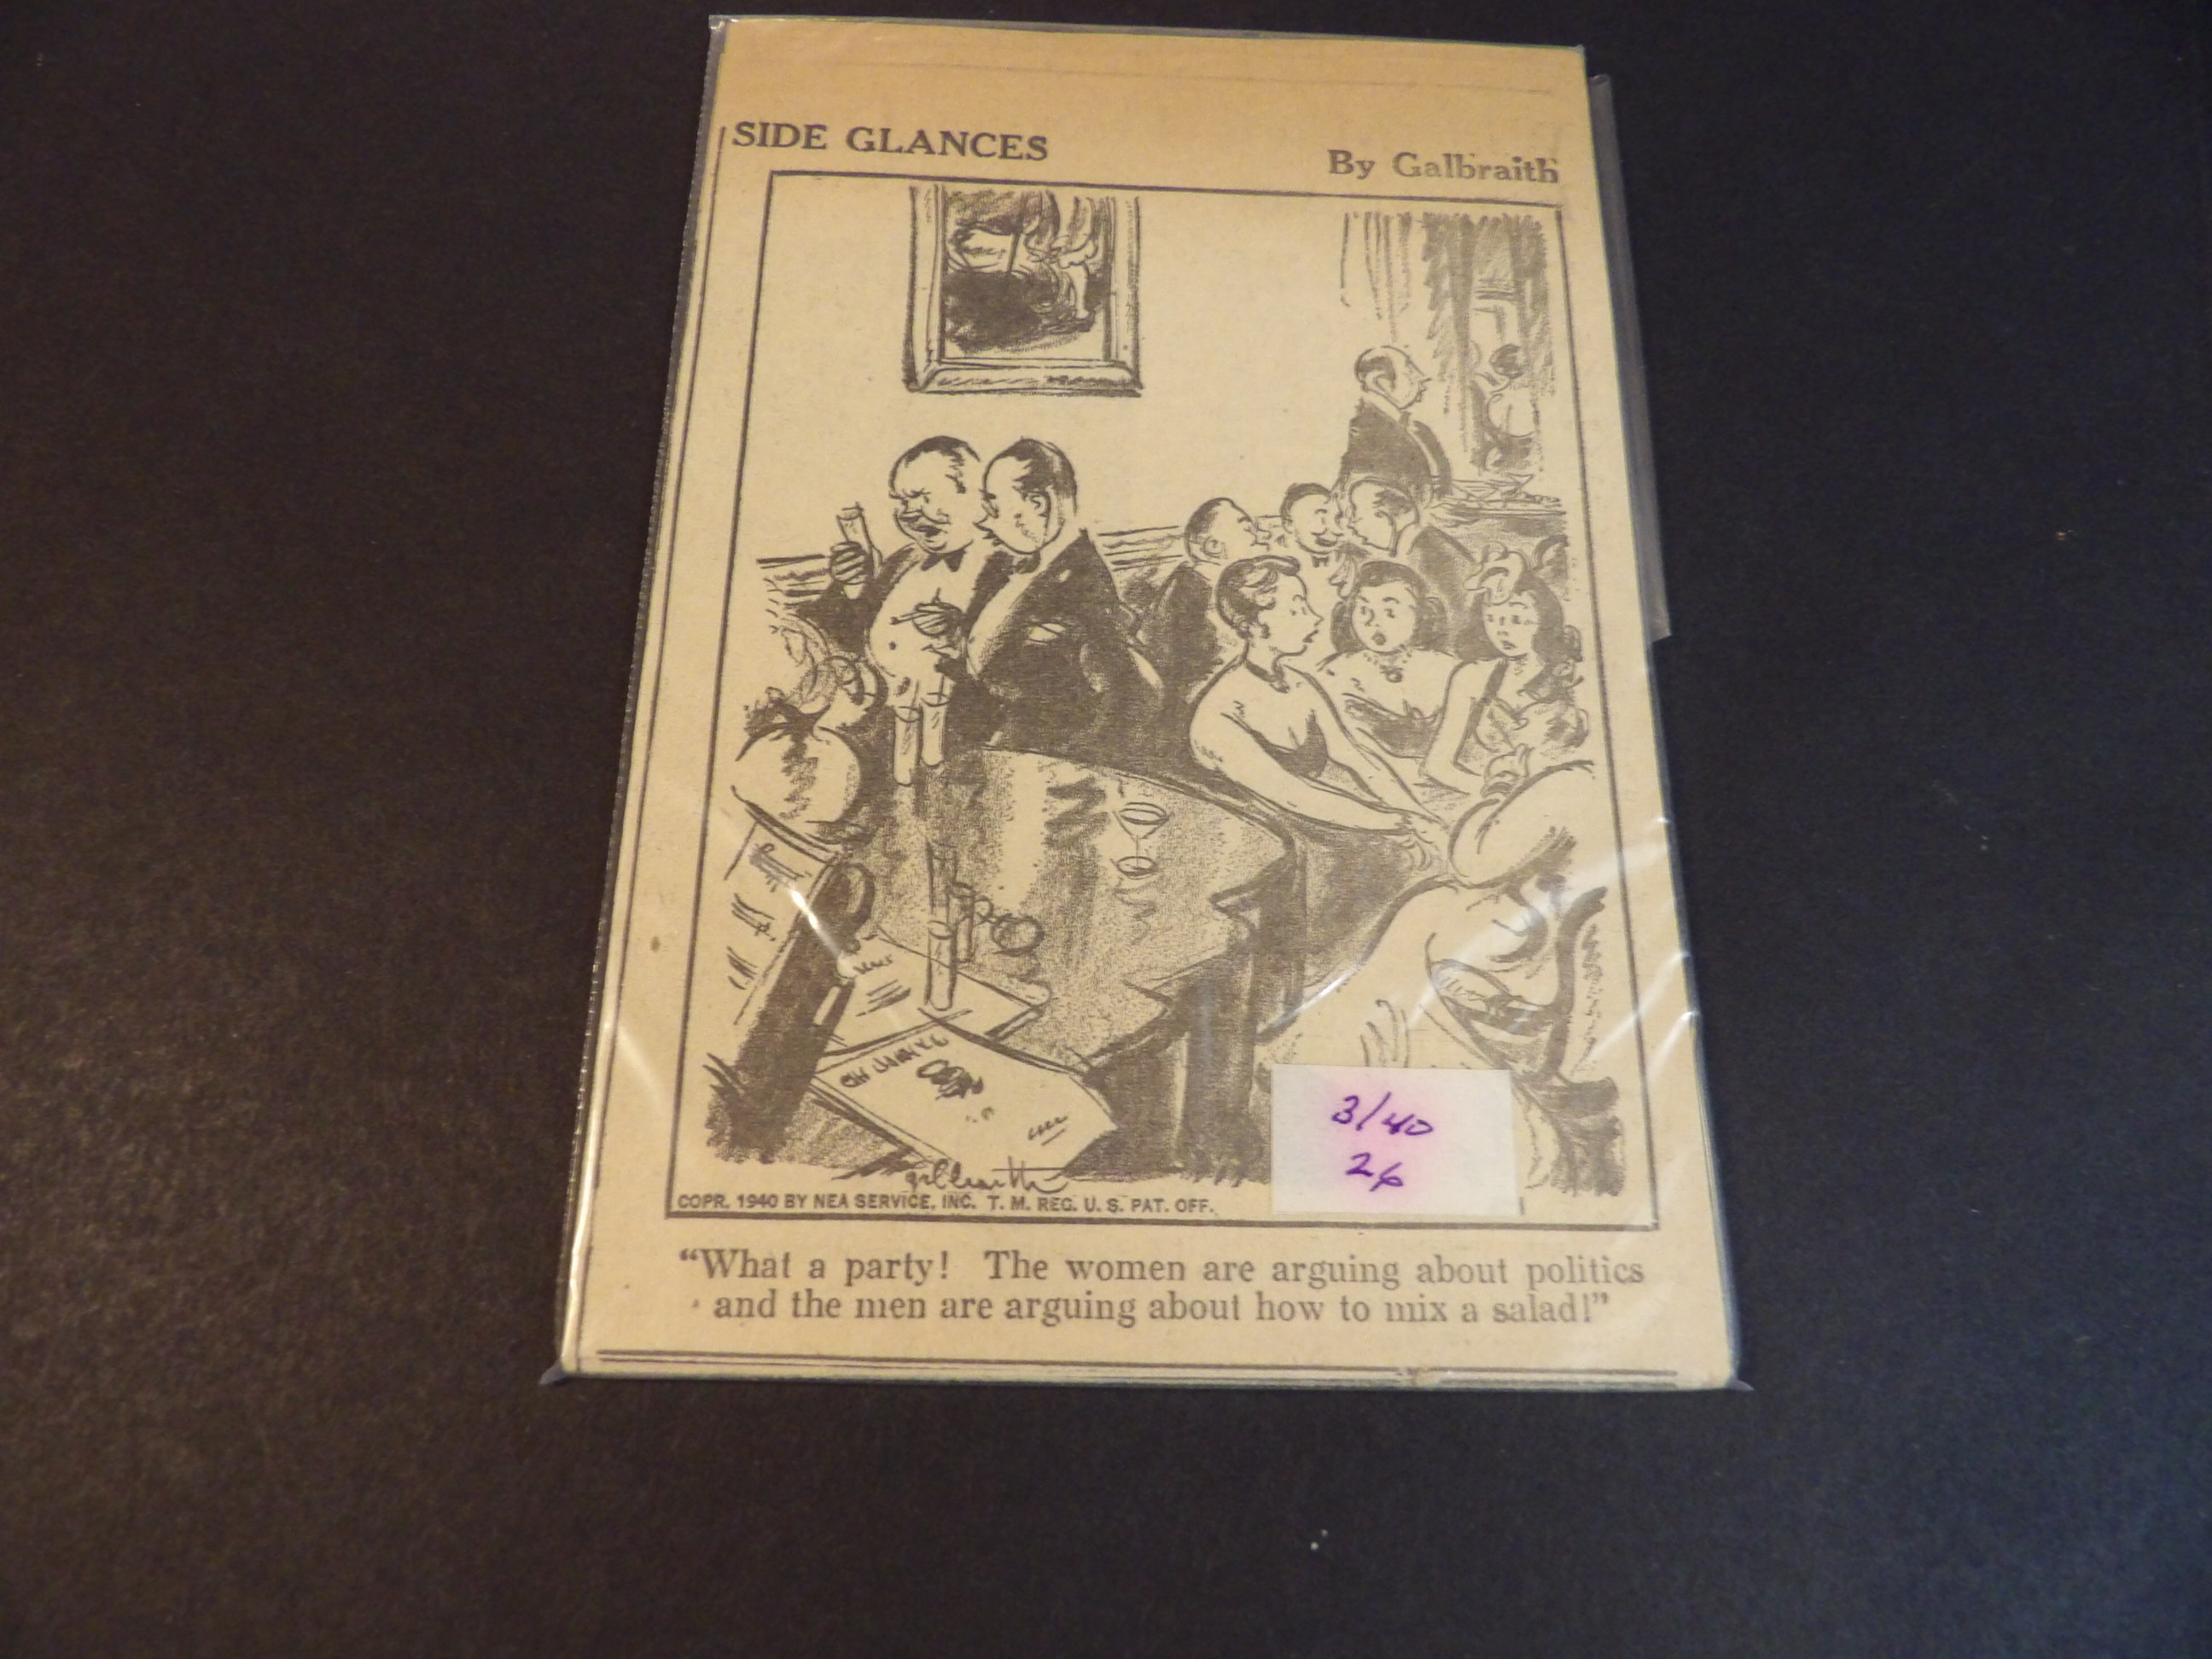 SIDE GLANCES
By Galbraith
galbraith
COPR. 1940 BY NEA SERVICE, INC. T. M. REG. U. S. PAT. OFF.
3/40
26
“What a party! The women are arguing about politics
and the men are arguing about how to mix a salad!”